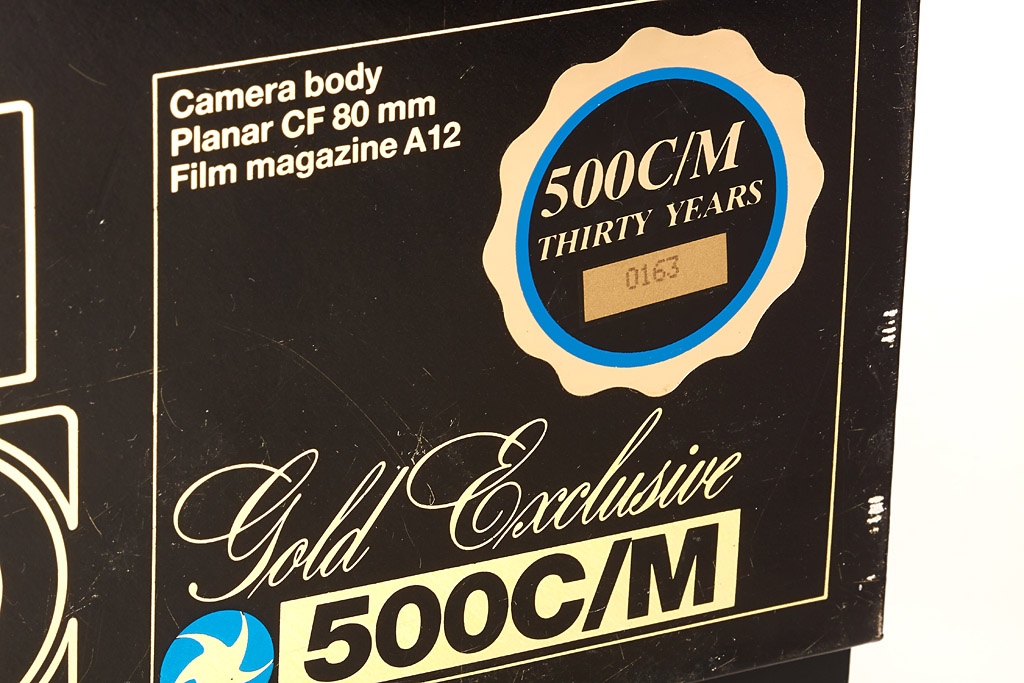 Camera body
Planar CF 80 mm
Film magazine A12
500C/M
THIRTY YEARS
0163
Gold Exclusive
500C/M